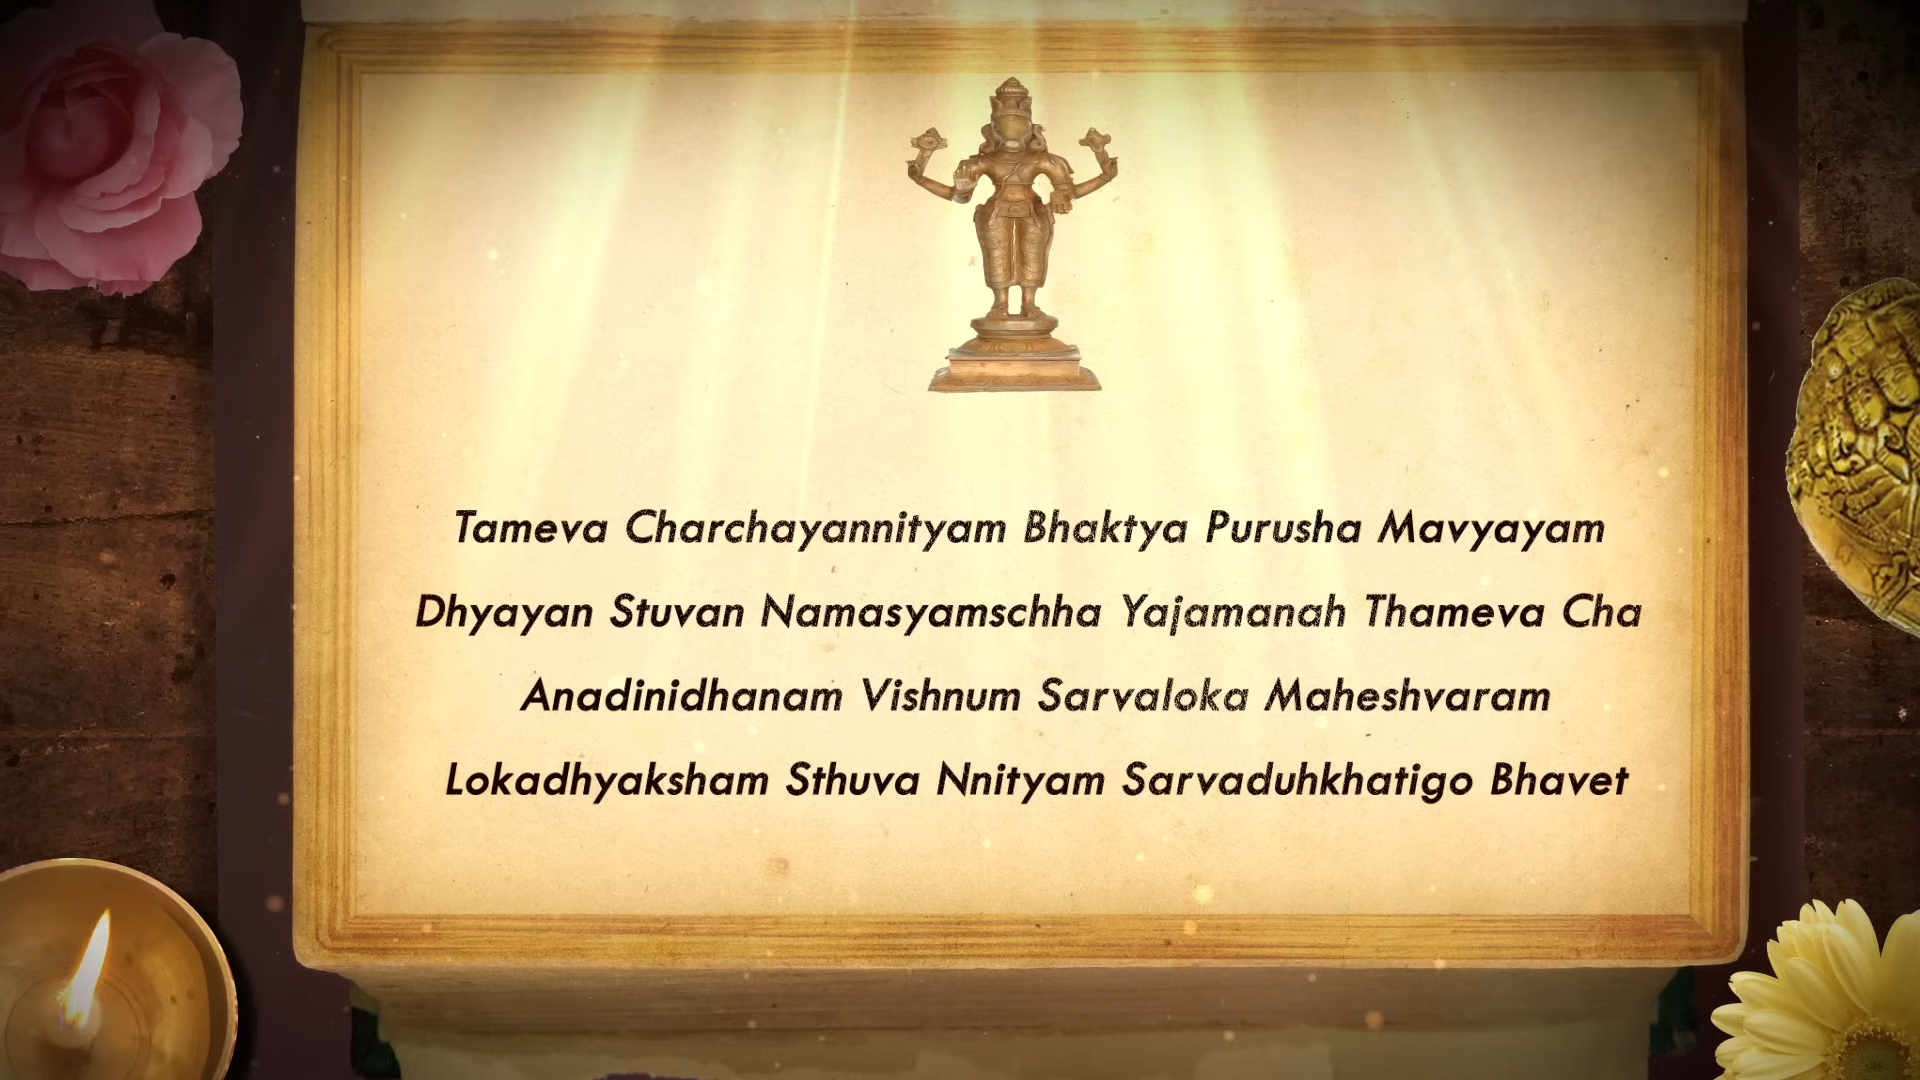 Tameva Charchayannityam Bhaktya Purusha Mavyayam
Dhyayan Stuvan Namasyamschha Yajamanah Thameva Cha
Anadinidhanam Vishnum Sarvaloka Maheshvaram
Lokadhyaksham Sthuva Nnityam Sarvaduhkhatigo Bhavet